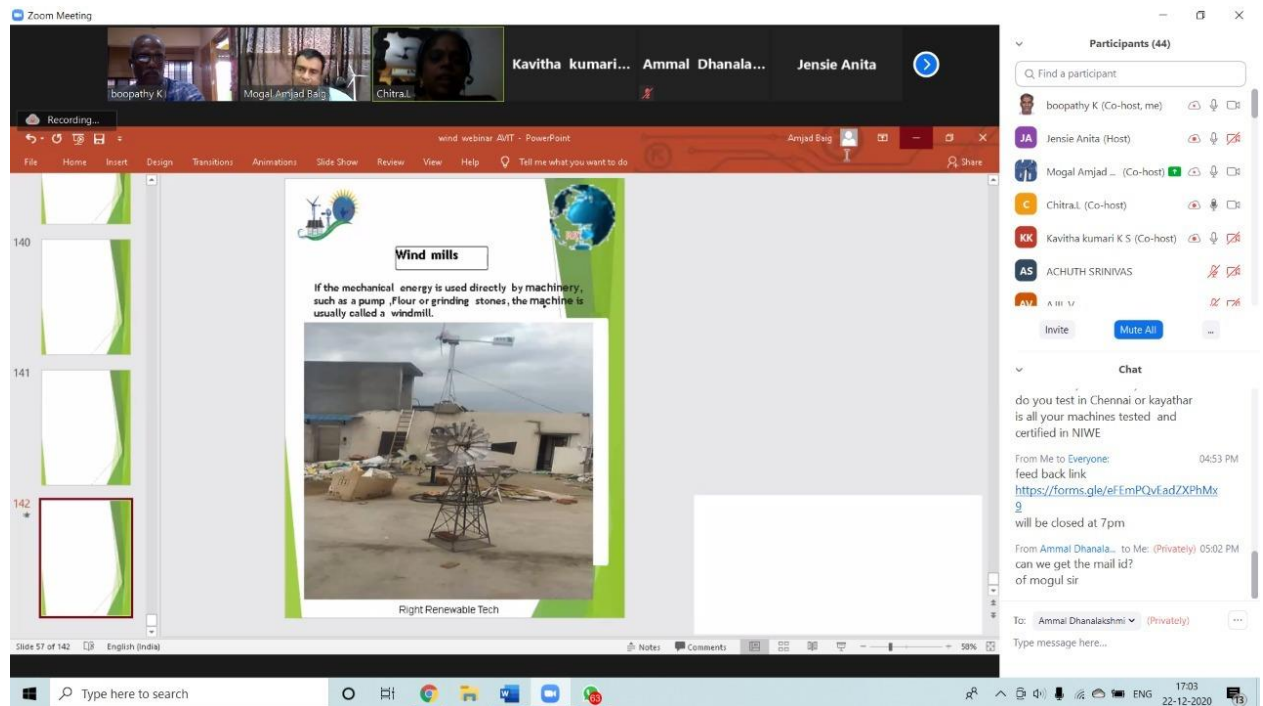 Zoom Meeting
boopathy K
Mogal Amjad Baig
Chitra.L
Kavitha kumari...
Ammal Dhanala...
Jensie Anita
Recording...
wind webinar AVIT - PowerPoint
Amjad Baig
File Home Insert Design Transitions Animations Slide Show Review View Help Tell me what you want to do
Share
140
141
142
Wind mills
If the mechanical energy is used directly by machinery,
such as a pump ,Flour or grinding stones, the machine is
usually called a windmill.
Right Renewable Tech
Slide 57 of 142 English (India)
Notes Comments 58%
Participants (44)
Find a participant
boopathy K (Co-host, me)
JA Jensie Anita (Host)
Mogal Amjad ... (Co-host)
C Chitra.L (Co-host)
KK Kavitha kumari K S (Co-host)
AS ACHUTH SRINIVAS
AV
Invite Mute All ...
Chat
do you test in Chennai or kayathar
is all your machines tested and
certified in NIWE
From Me to Everyone: 04:53 PM
feed back link
https://forms.gle/eFEmPQvEadZXPhMx
9
will be closed at 7pm
From Ammal Dhanala... to Me: (Privately) 05:02 PM
can we get the mail id?
of mogul sir
To: Ammal Dhanalakshmi (Privately) ...
Type message here...
Type here to search
63
ENG
17:03
22-12-2020
13